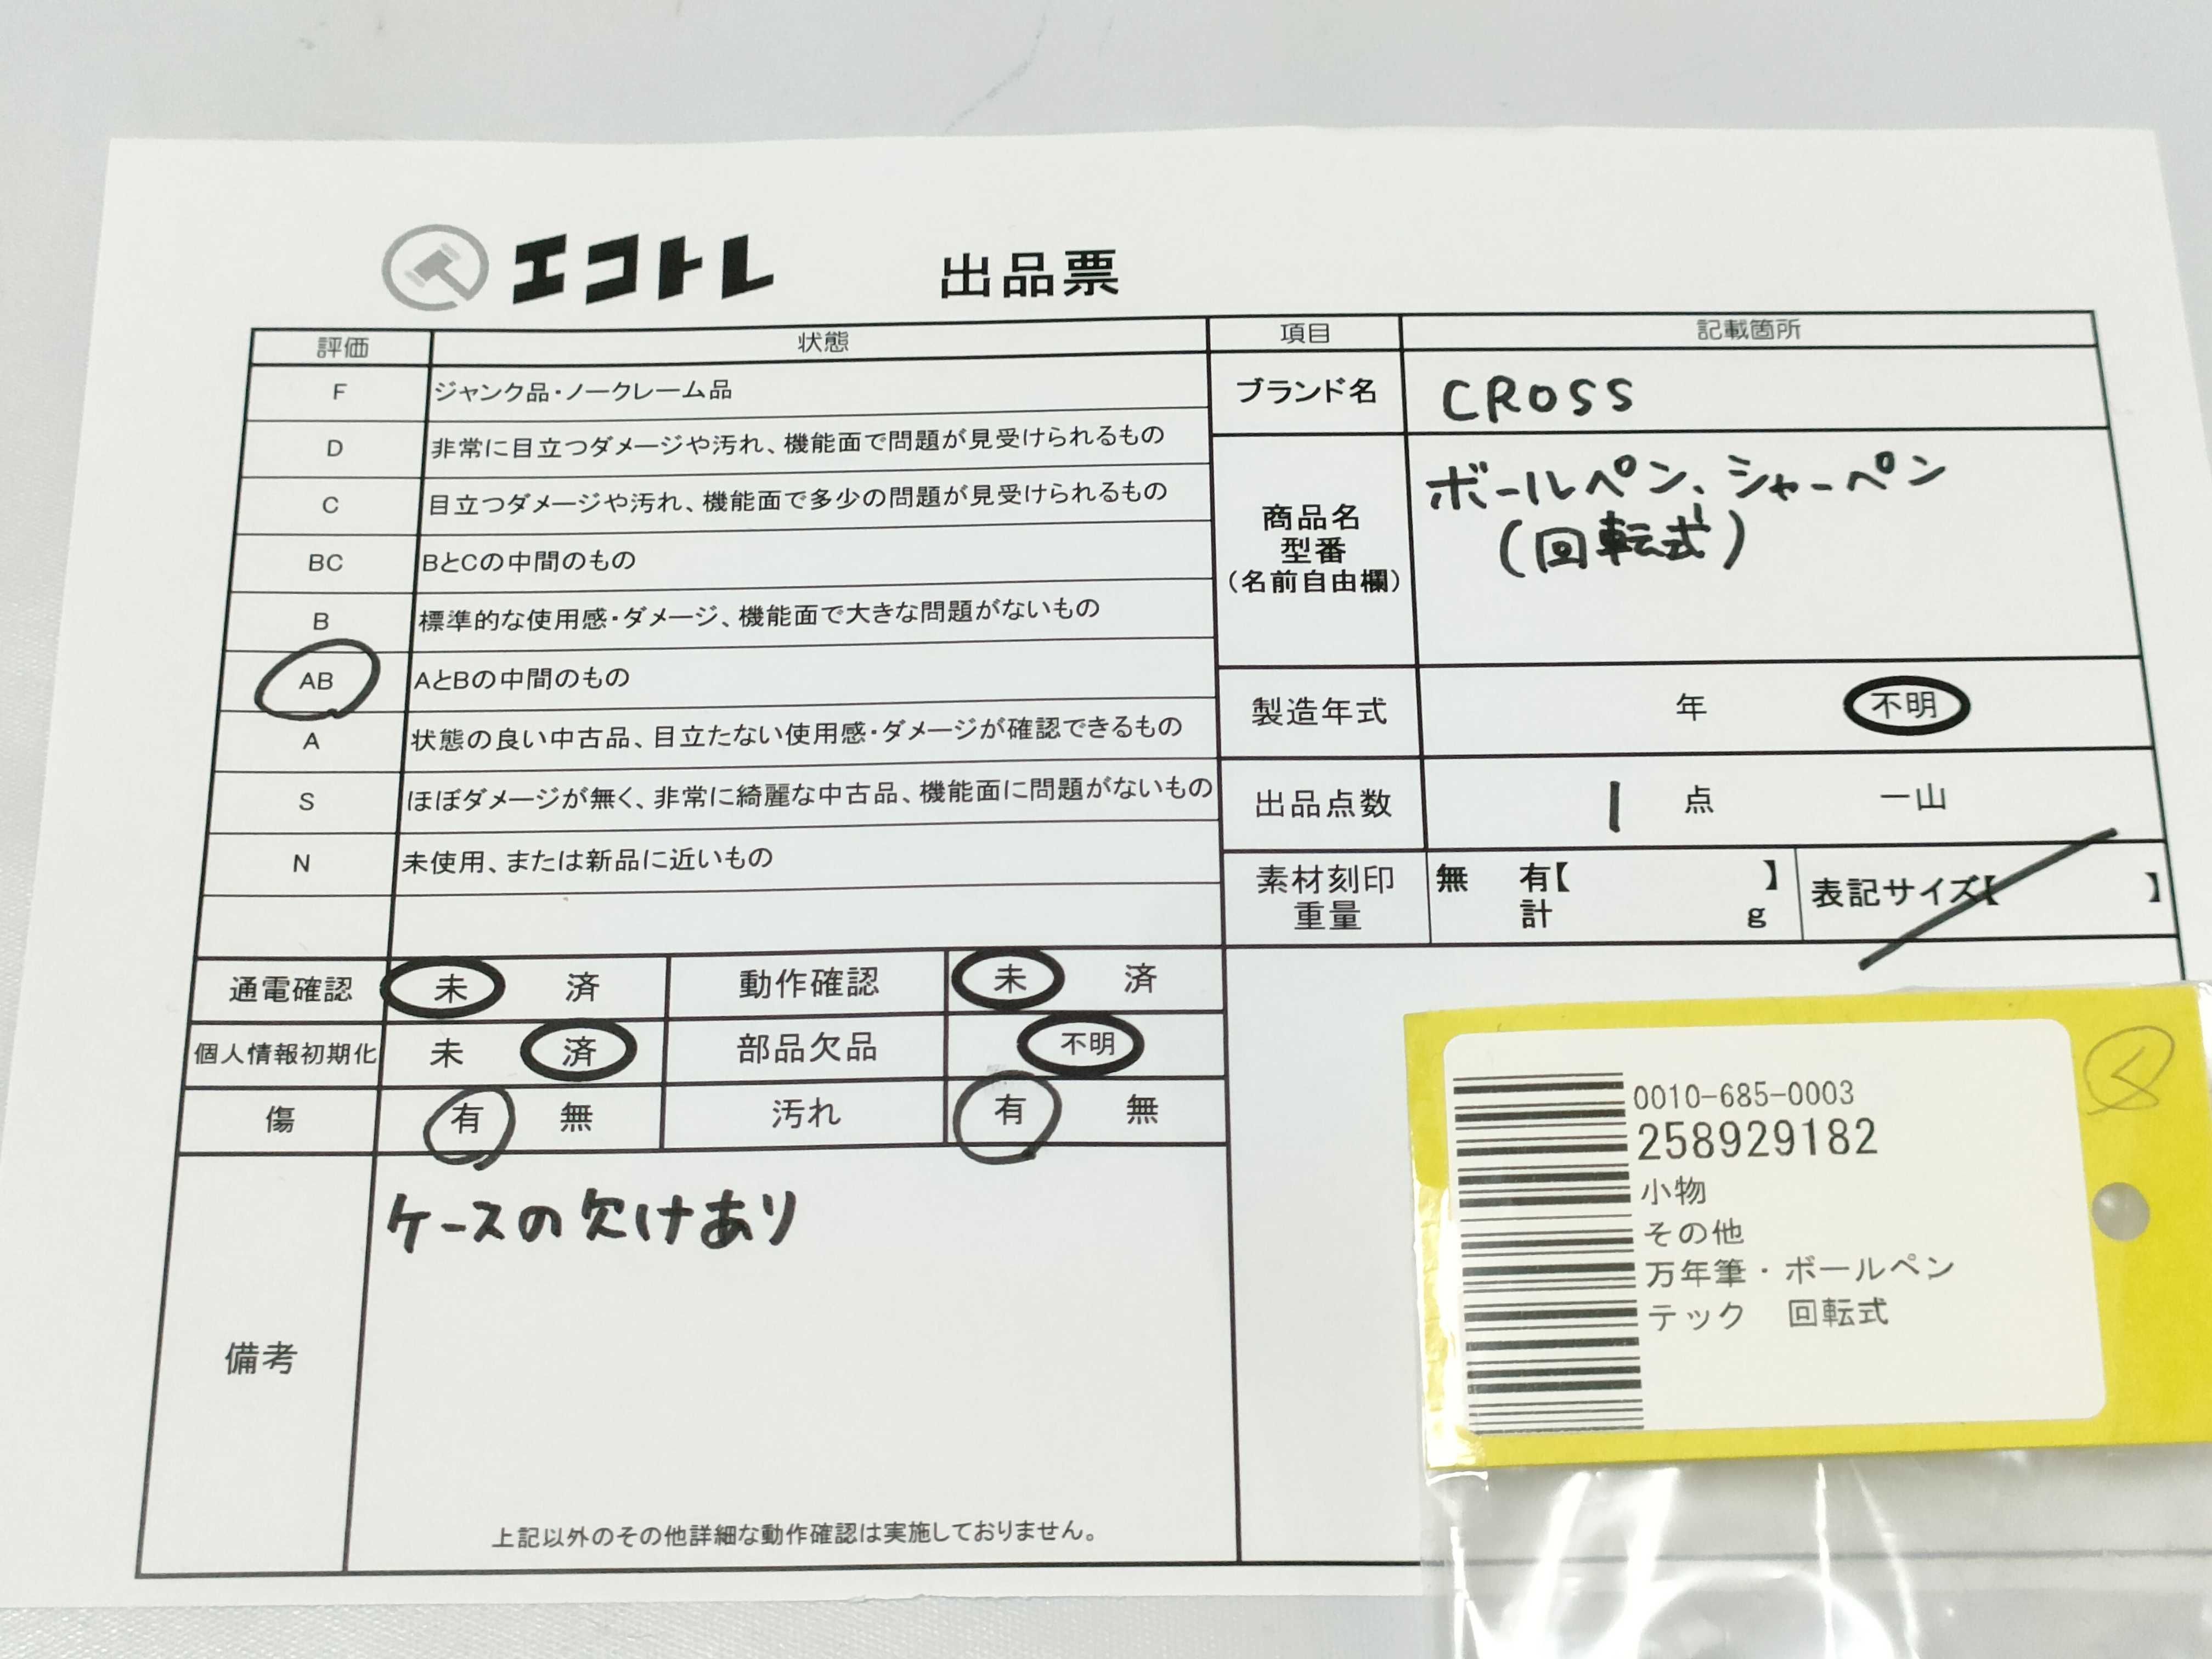 エコトレ 出品票
評価 状態 項目 記載箇所
F ジャンク品・ノークレーム品
D 非常に目立つダメージや汚れ、機能面で問題が見受けられるもの
C 目立つダメージや汚れ、機能面で多少の問題が見受けられるもの
BC BとCの中間のもの
B 標準的な使用感・ダメージ、機能面で大きな問題がないもの
AB AとBの中間のもの
A 状態の良い中古品、目立たない使用感・ダメージが確認できるもの
S ほぼダメージが無く、非常に綺麗な中古品、機能面に問題がないもの
N 未使用、または新品に近いもの
ブランド名 CROSS
商品名
型番
(名前自由欄)
ボールペン、シャーペン
(回転式)
製造年式 年 不明
出品点数 1 点 一山
素材刻印
重量
無 有【 】
計 g
表記サイズ【 】
通電確認 未 済 動作確認 未 済
個人情報初期化 未 済 部品欠品 不明
傷 有 無 汚れ 有 無
備考
ケースの欠けあり
上記以外のその他詳細な動作確認は実施しておりません。
0010-685-0003
258929182
小物
その他
万年筆・ボールペン
テック 回転式